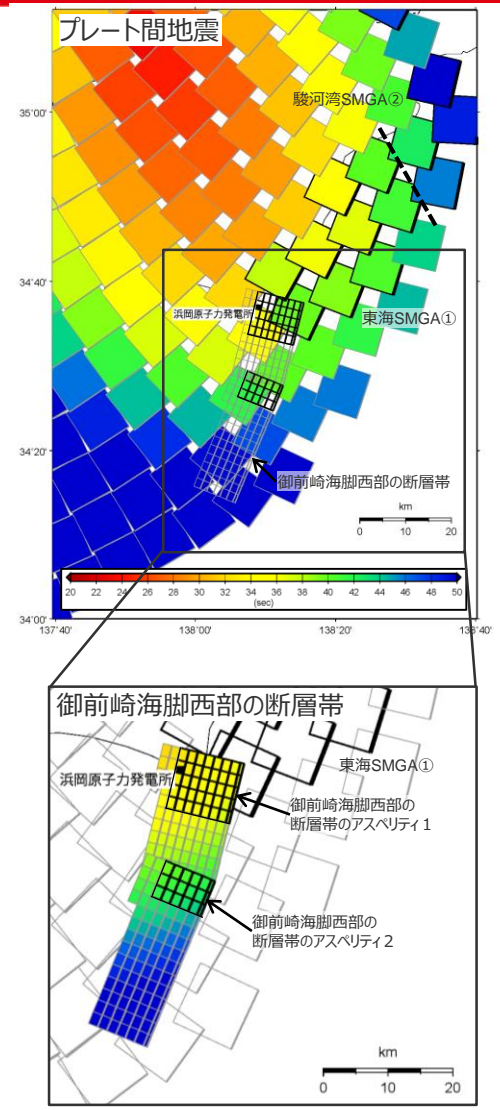 プレート間地震
駿河湾SMGA②
35°00'
34°40'
浜岡原子力発電所
東海SMGA①
34°20'
御前崎海脚西部の断層帯
km
0 10 20
20 22 24 26 28 30 32 34 36 38 40 42 44 46 48 50
(sec)
34°00'
137°40' 138°00' 138°20' 138°40'
御前崎海脚西部の断層帯
東海SMGA①
浜岡原子力発電所
御前崎海脚西部の
断層帯のアスペリティ1
御前崎海脚西部の
断層帯のアスペリティ2
km
0 10 20